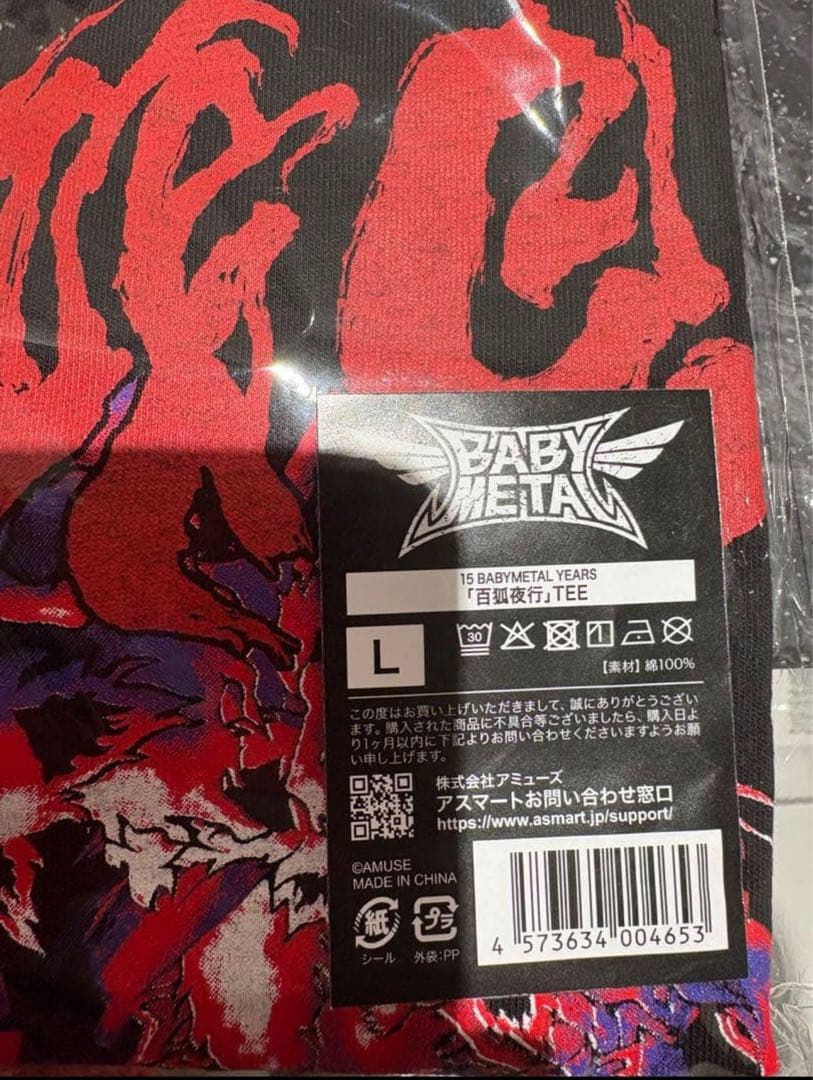 BABY
METAL
15 BABYMETAL YEARS
「百狐夜行」TEE
L
30
【素材】綿100%
この度はお買い上げいただきまして、誠にありがとうござい
ます。購入された商品に不具合等ございましたら、購入日よ
り1ヶ月以内に下記よりお問い合わせくださいますようお願
い申し上げます。
株式会社アミューズ
アスマートお問い合わせ窓口
https://www.asmart.jp/support/
©AMUSE
MADE IN CHINA
紙 プラ
シール 外袋:PP
4 573634 004653